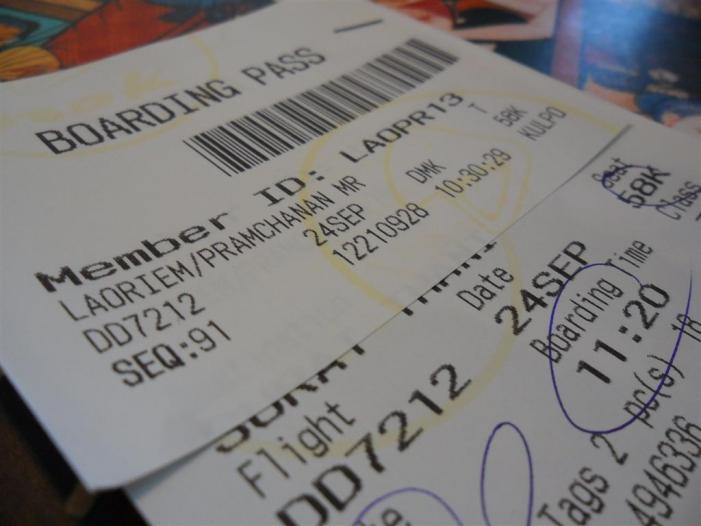 BOARDING PASS
Member ID: LAOPR13 T 58K
LAORIEM/PRAMCHANAN MR DMK KULPO
DD7212 24SEP 10:30:29
SEQ:91 12210928
Seat
58K
Class
Date
24SEP
Boarding Time
11:20
Flight
DD7212
Tags 2 pc(s)
4946336